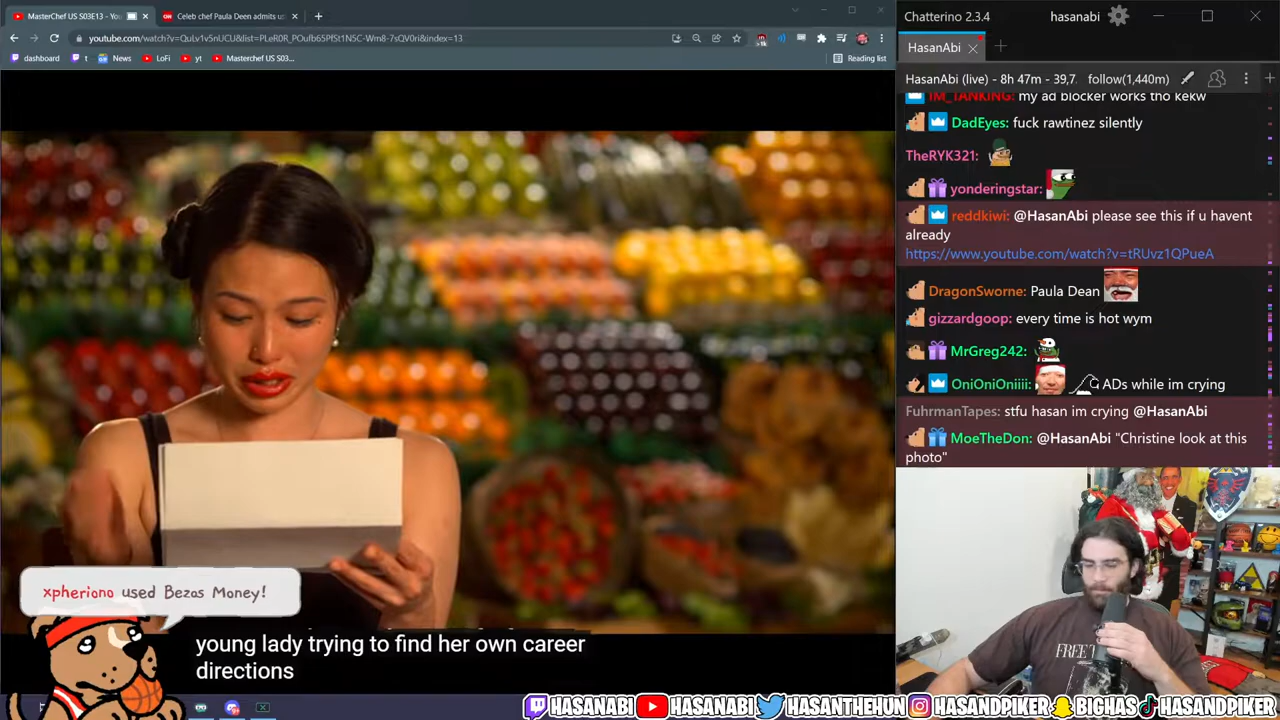 MasterChef US S03E13 - You
Celeb chef Paula Deen admits us
Chatterino 2.3.4
hasanabi
youtube.com/watch?v=QuLv1v5nUCU&list=PLeR0R_POufb65PfSt1N5C-Wm8-7sQV0ri&index=13
HasanAbi
dashboard
t
News
LoFi
yt
Masterchef US S03...
Reading list
HasanAbi (live) - 8h 47m - 39,7
follow(1,440m)
IM_TANKING: my ad blocker works tho kekw
DadEyes: fuck rawtinez silently
TheRYK321:
yonderingstar:
reddkiwi: @HasanAbi please see this if u havent
already
https://www.youtube.com/watch?v=tRUvz1QPueA
DragonSworne: Paula Dean
gizzardgoop: every time is hot wym
MrGreg242:
OniOniOniiii: ADs while im crying
FuhrmanTapes: stfu hasan im crying @HasanAbi
MoeTheDon: @HasanAbi "Christine look at this
photo"
xpheriono used Bezos Money!
young lady trying to find her own career
directions
HASANABI HASANABI HASANTHEHUN HASANDPIKER BIGHAS HASANDPIKER